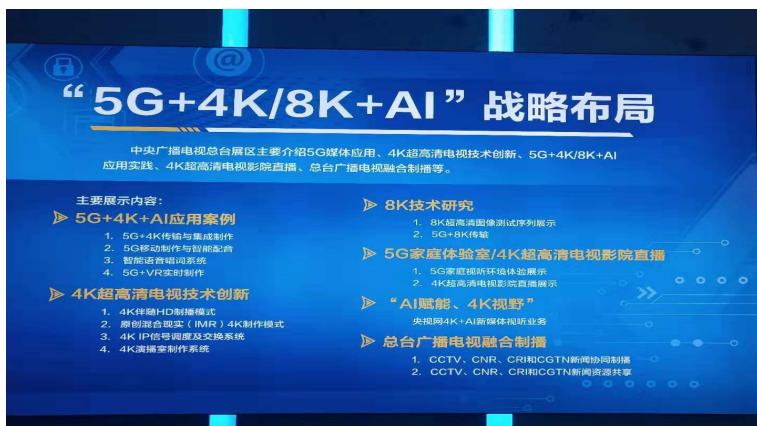 “5G+4K/8K+AI”战略布局
中央广播电视总台展区主要介绍5G媒体应用、4K超高清电视技术创新、5G+4K/8K+AI
应用实践、4K超高清电视影院直播、总台广播电视融合制播等。
主要展示内容：
5G+4K+AI应用案例
1. 5G+4K传输与集成制作
2. 5G移动制作与智能配音
3. 智能语音唱词系统
4. 5G+VR实时制作
4K超高清电视技术创新
1. 4K伴随HD制播模式
2. 原创混合现实（IMR）4K制作模式
3. 4K IP信号调度及交换系统
4. 4K演播室制作系统
8K技术研究
1. 8K超高清图像测试序列展示
2. 5G+8K传输
5G家庭体验室/4K超高清电视影院直播
1. 5G家庭视听环境体验展示
2. 4K超高清电视影院直播展示
“AI赋能、4K视野”
央视网4K+AI新媒体视听业务
总台广播电视融合制播
1. CCTV、CNR、CRI和CGTN新闻协同制播
2. CCTV、CNR、CRI和CGTN新闻资源共享